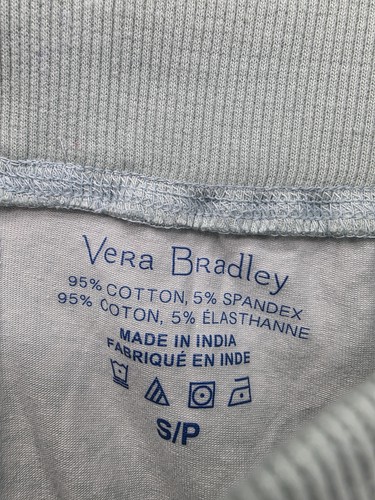 Vera Bradley
95% COTTON, 5% SPANDEX
95% COTON, 5% ÉLASTHANNE
MADE IN INDIA
FABRIQUÉ EN INDE
S/P